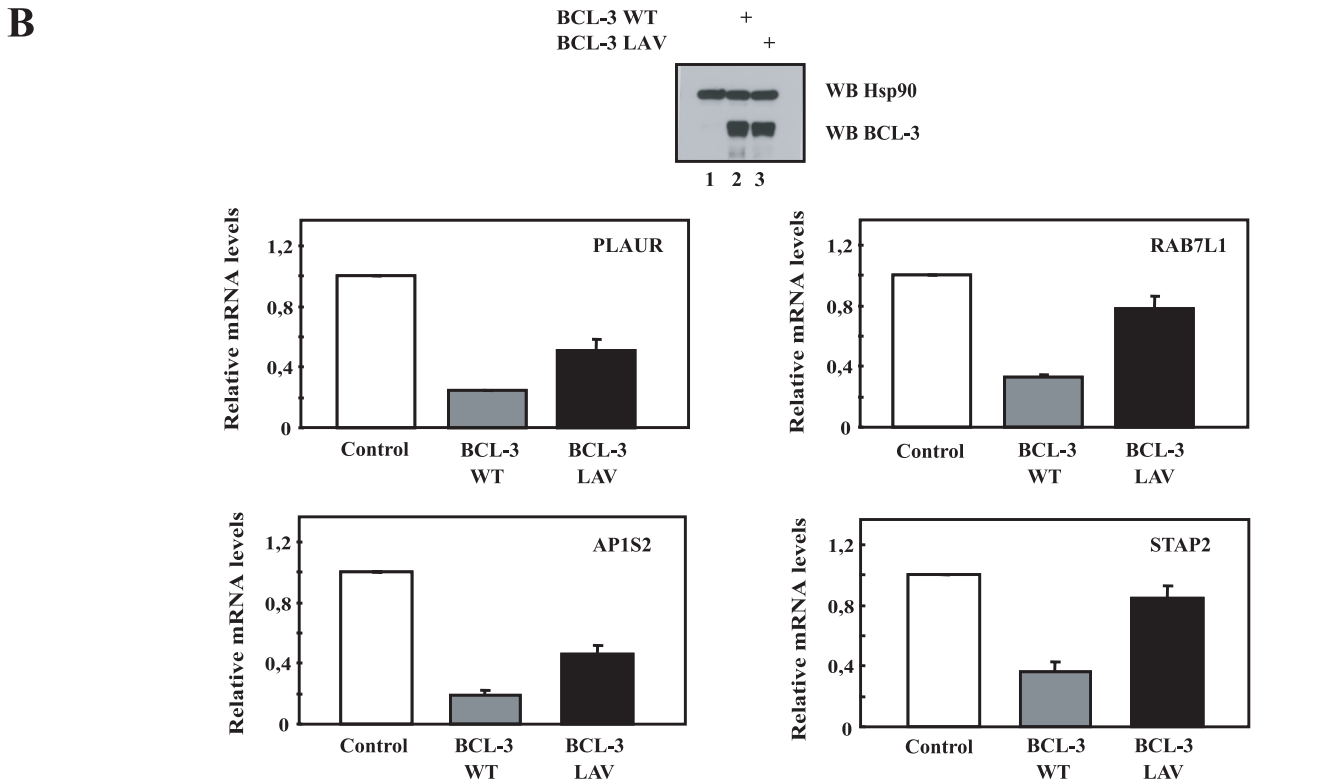 B
BCL-3 WT +
BCL-3 LAV +
WB Hsp90
WB BCL-3
1 2 3
Relative mRNA levels
1,2
0,8
0,4
0
PLAUR
Control
BCL-3
WT
BCL-3
LAV
Relative mRNA levels
1,2
0,8
0,4
0
RAB7L1
Control
BCL-3
WT
BCL-3
LAV
Relative mRNA levels
1,2
0,8
0,4
0
AP1S2
Control
BCL-3
WT
BCL-3
LAV
Relative mRNA levels
1,2
0,8
0,4
0
STAP2
Control
BCL-3
WT
BCL-3
LAV